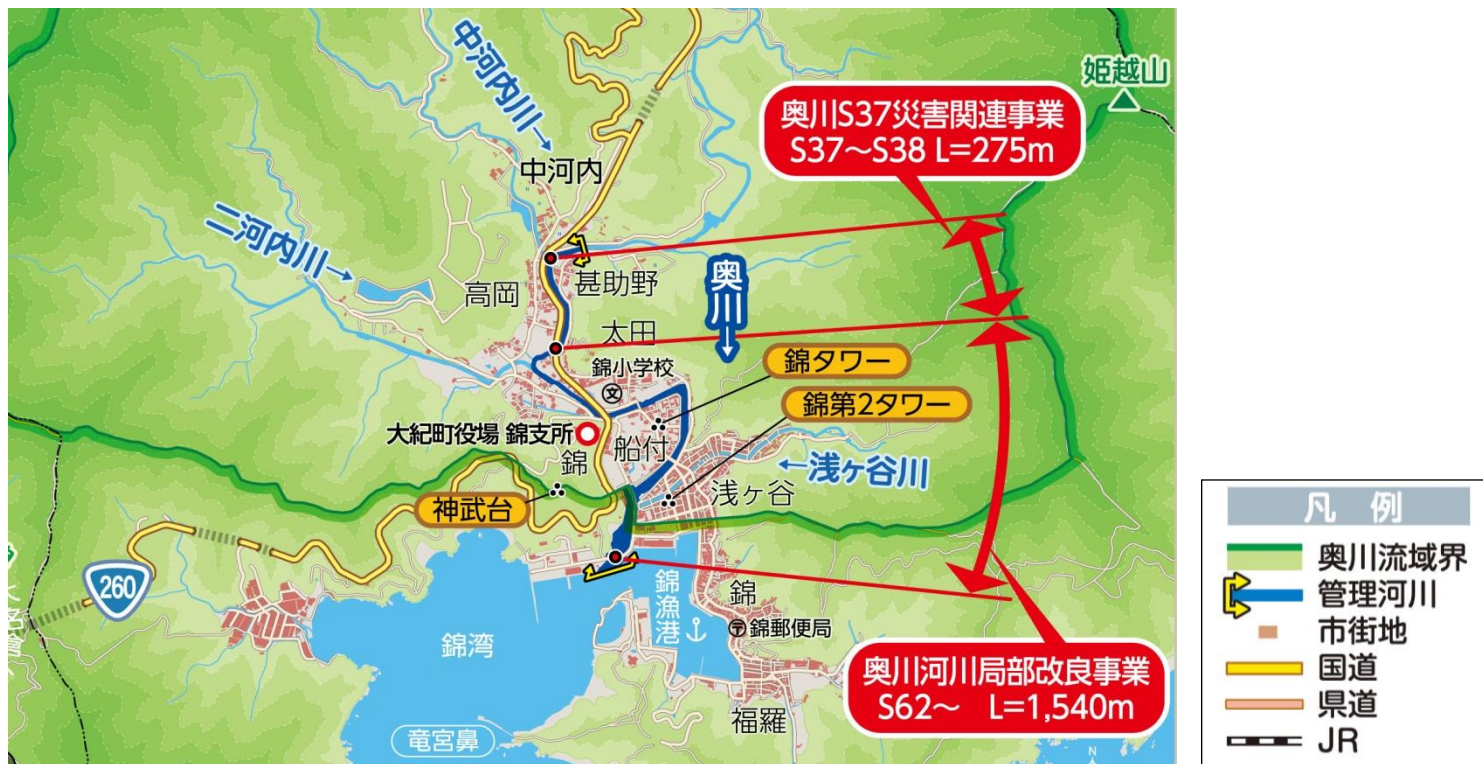 中河内川
姫越山
奥川S37災害関連事業
S37～S38 L=275m
中河内
二河内川
甚助野
高岡
奥川
太田
錦小学校
文
錦タワー
錦第2タワー
大紀町役場 錦支所
船付
錦
浅ヶ谷川
浅ヶ谷
神武台
260
錦漁港
錦
錦郵便局
錦湾
奥川河川局部改良事業
S62～ L=1,540m
福羅
竜宮鼻
N
凡例
奥川流域界
管理河川
市街地
国道
県道
JR